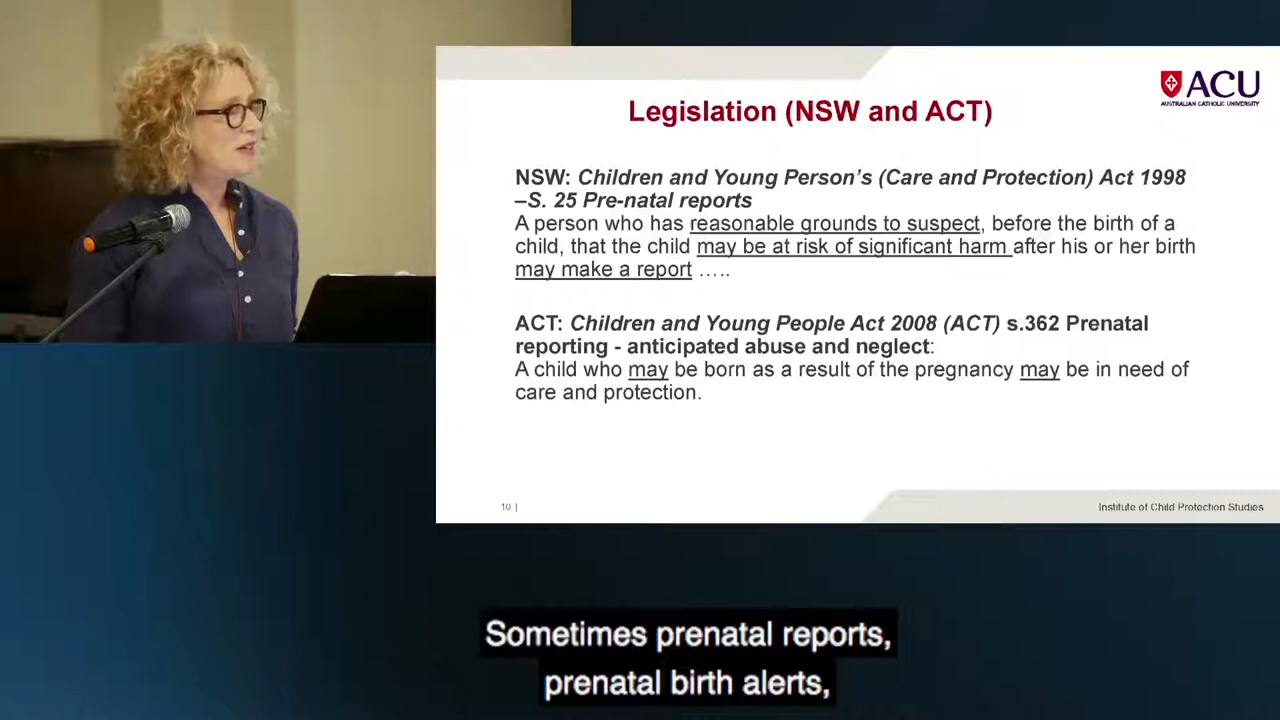 ACU
AUSTRALIAN CATHOLIC UNIVERSITY
Legislation (NSW and ACT)
NSW: Children and Young Person's (Care and Protection) Act 1998
–S. 25 Pre-natal reports
A person who has reasonable grounds to suspect, before the birth of a
child, that the child may be at risk of significant harm after his or her birth
may make a report …..
ACT: Children and Young People Act 2008 (ACT) s.362 Prenatal
reporting - anticipated abuse and neglect:
A child who may be born as a result of the pregnancy may be in need of
care and protection.
10 |
Institute of Child Protection Studies
Sometimes prenatal reports,
prenatal birth alerts,